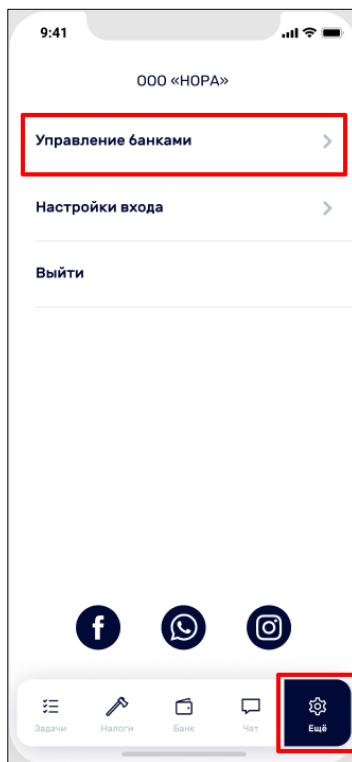 9:41
ООО «НОРА»
Управление банками
Настройки входа
Выйти
Задачи Налоги Банк Чат Ещё